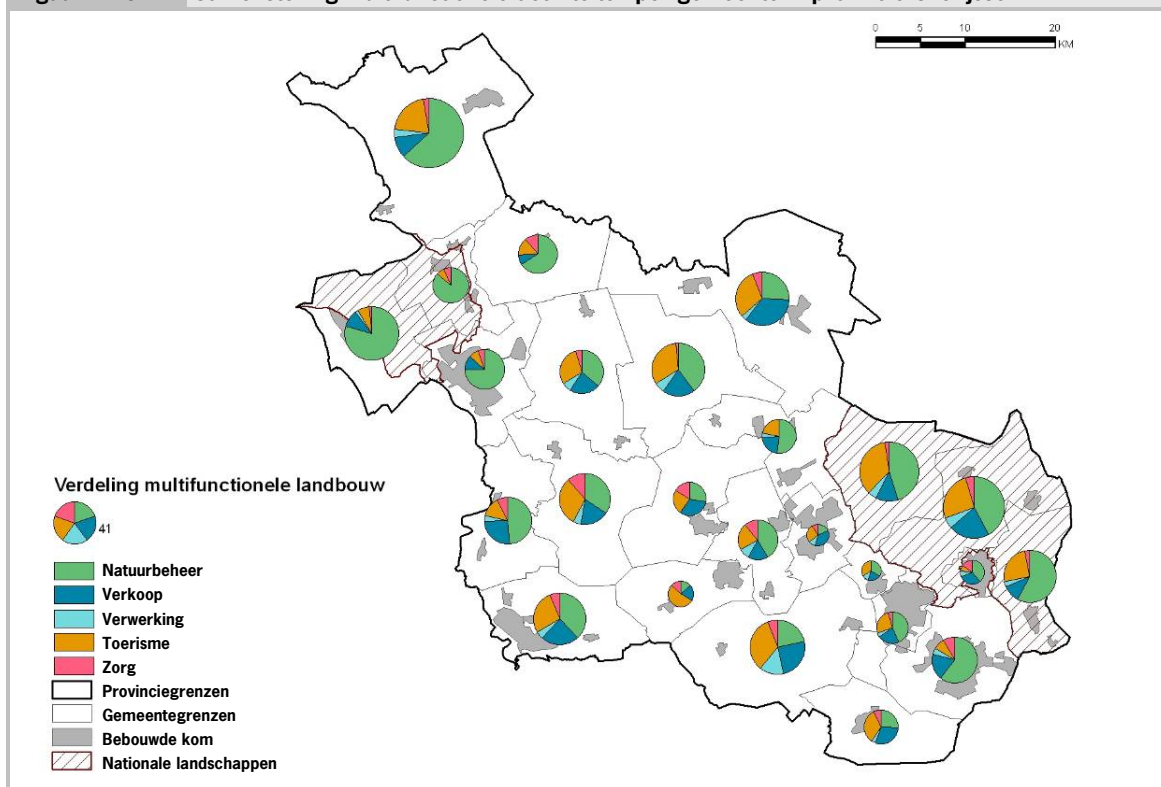 0 5 10 20
KM
Verdeling multifunctionele landbouw
41
Natuurbeheer
Verkoop
Verwerking
Toerisme
Zorg
Provinciegrenzen
Gemeentegrenzen
Bebouwde kom
Nationale landschappen